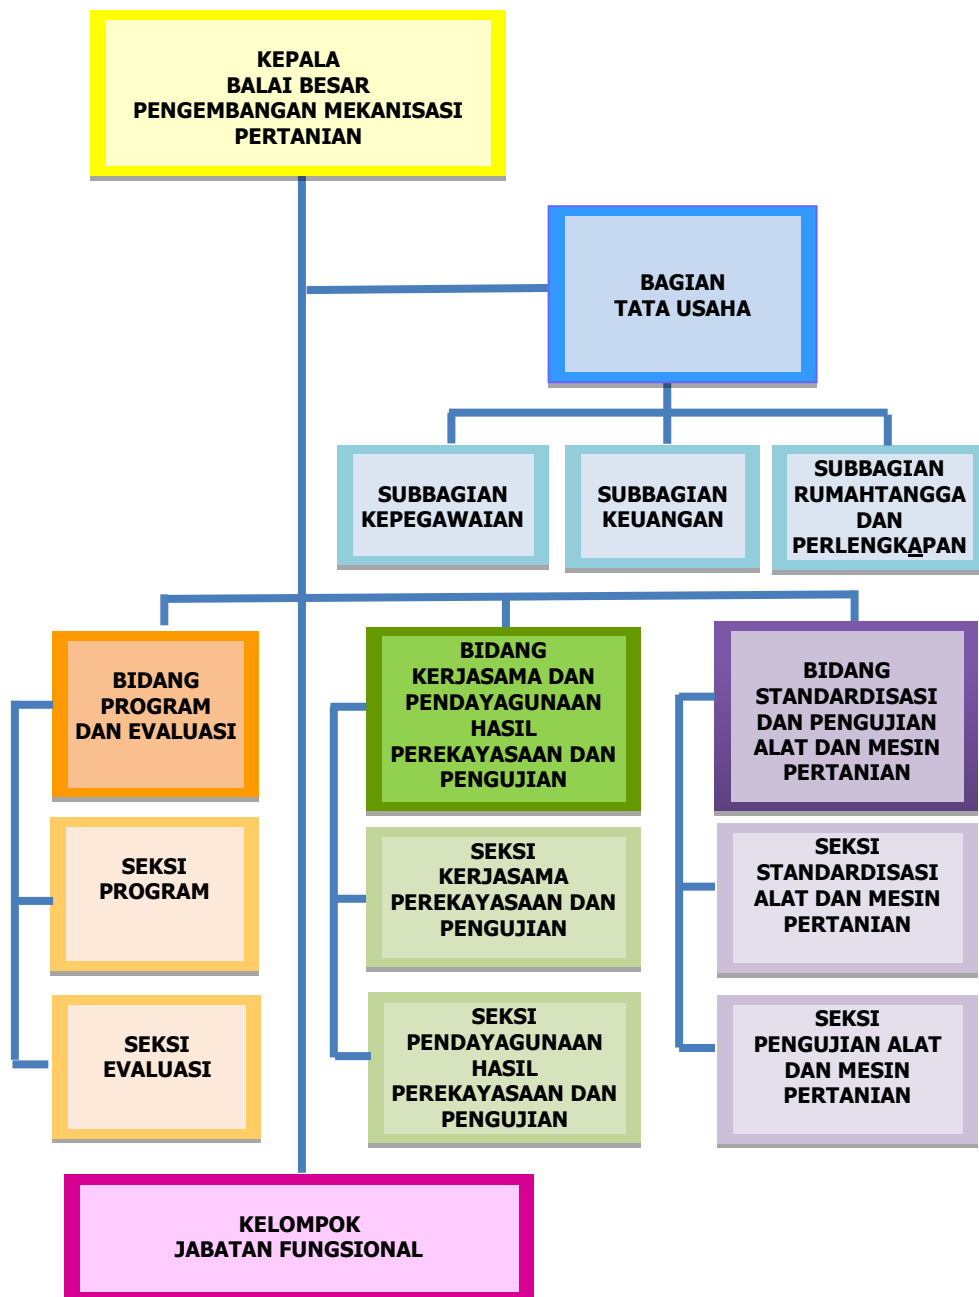 KEPALA
BALAI BESAR
PENGEMBANGAN MEKANISASI
PERTANIAN
BAGIAN
TATA USAHA
SUBBAGIAN
KEPEGAWAIAN
SUBBAGIAN
KEUANGAN
SUBBAGIAN
RUMAHTANGGA
DAN
PERLENGKAPAN
BIDANG
PROGRAM
DAN EVALUASI
BIDANG
KERJASAMA DAN
PENDAYAGUNAAN
HASIL
PEREKAYASAAN DAN
PENGUJIAN
BIDANG
STANDARDISASI
DAN PENGUJIAN
ALAT DAN MESIN
PERTANIAN
SEKSI
PROGRAM
SEKSI
KERJASAMA
PEREKAYASAAN DAN
PENGUJIAN
SEKSI
STANDARDISASI
ALAT DAN MESIN
PERTANIAN
SEKSI
EVALUASI
SEKSI
PENDAYAGUNAAN
HASIL
PEREKAYASAAN DAN
PENGUJIAN
SEKSI
PENGUJIAN ALAT
DAN MESIN
PERTANIAN
KELOMPOK
JABATAN FUNGSIONAL